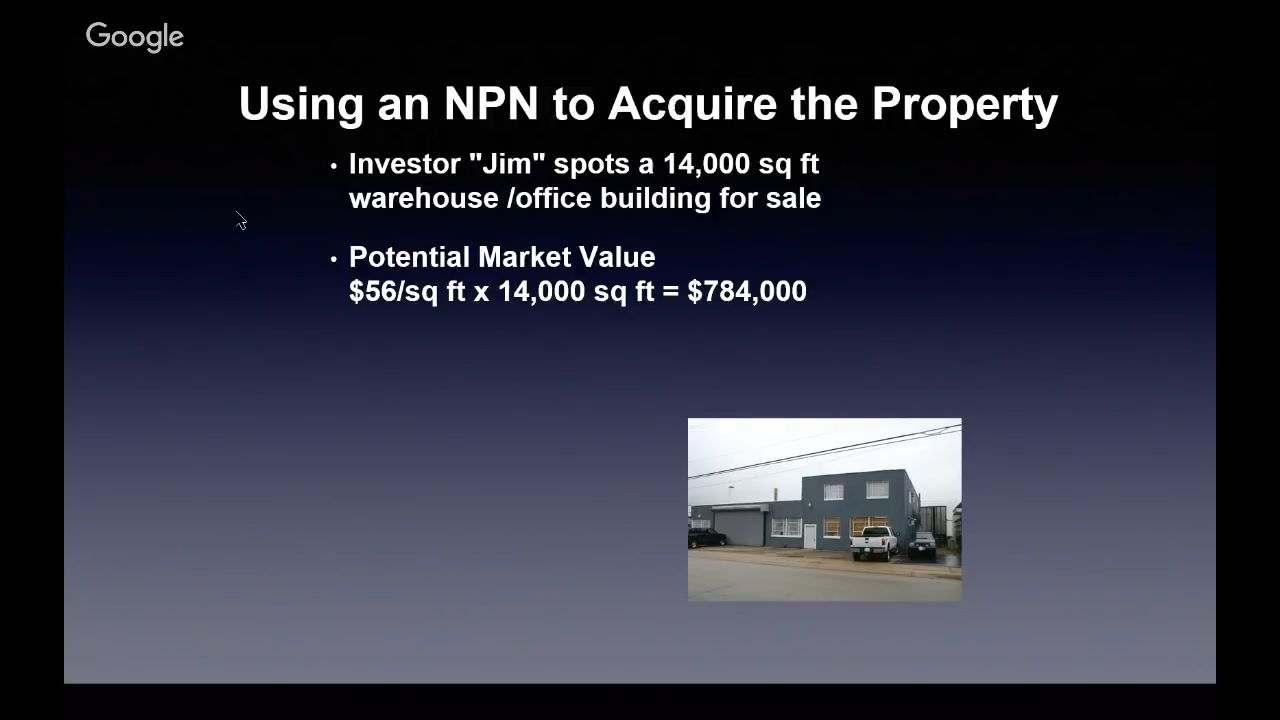 Google
Using an NPN to Acquire the Property
• Investor "Jim" spots a 14,000 sq ft
warehouse /office building for sale
• Potential Market Value
$56/sq ft x 14,000 sq ft = $784,000